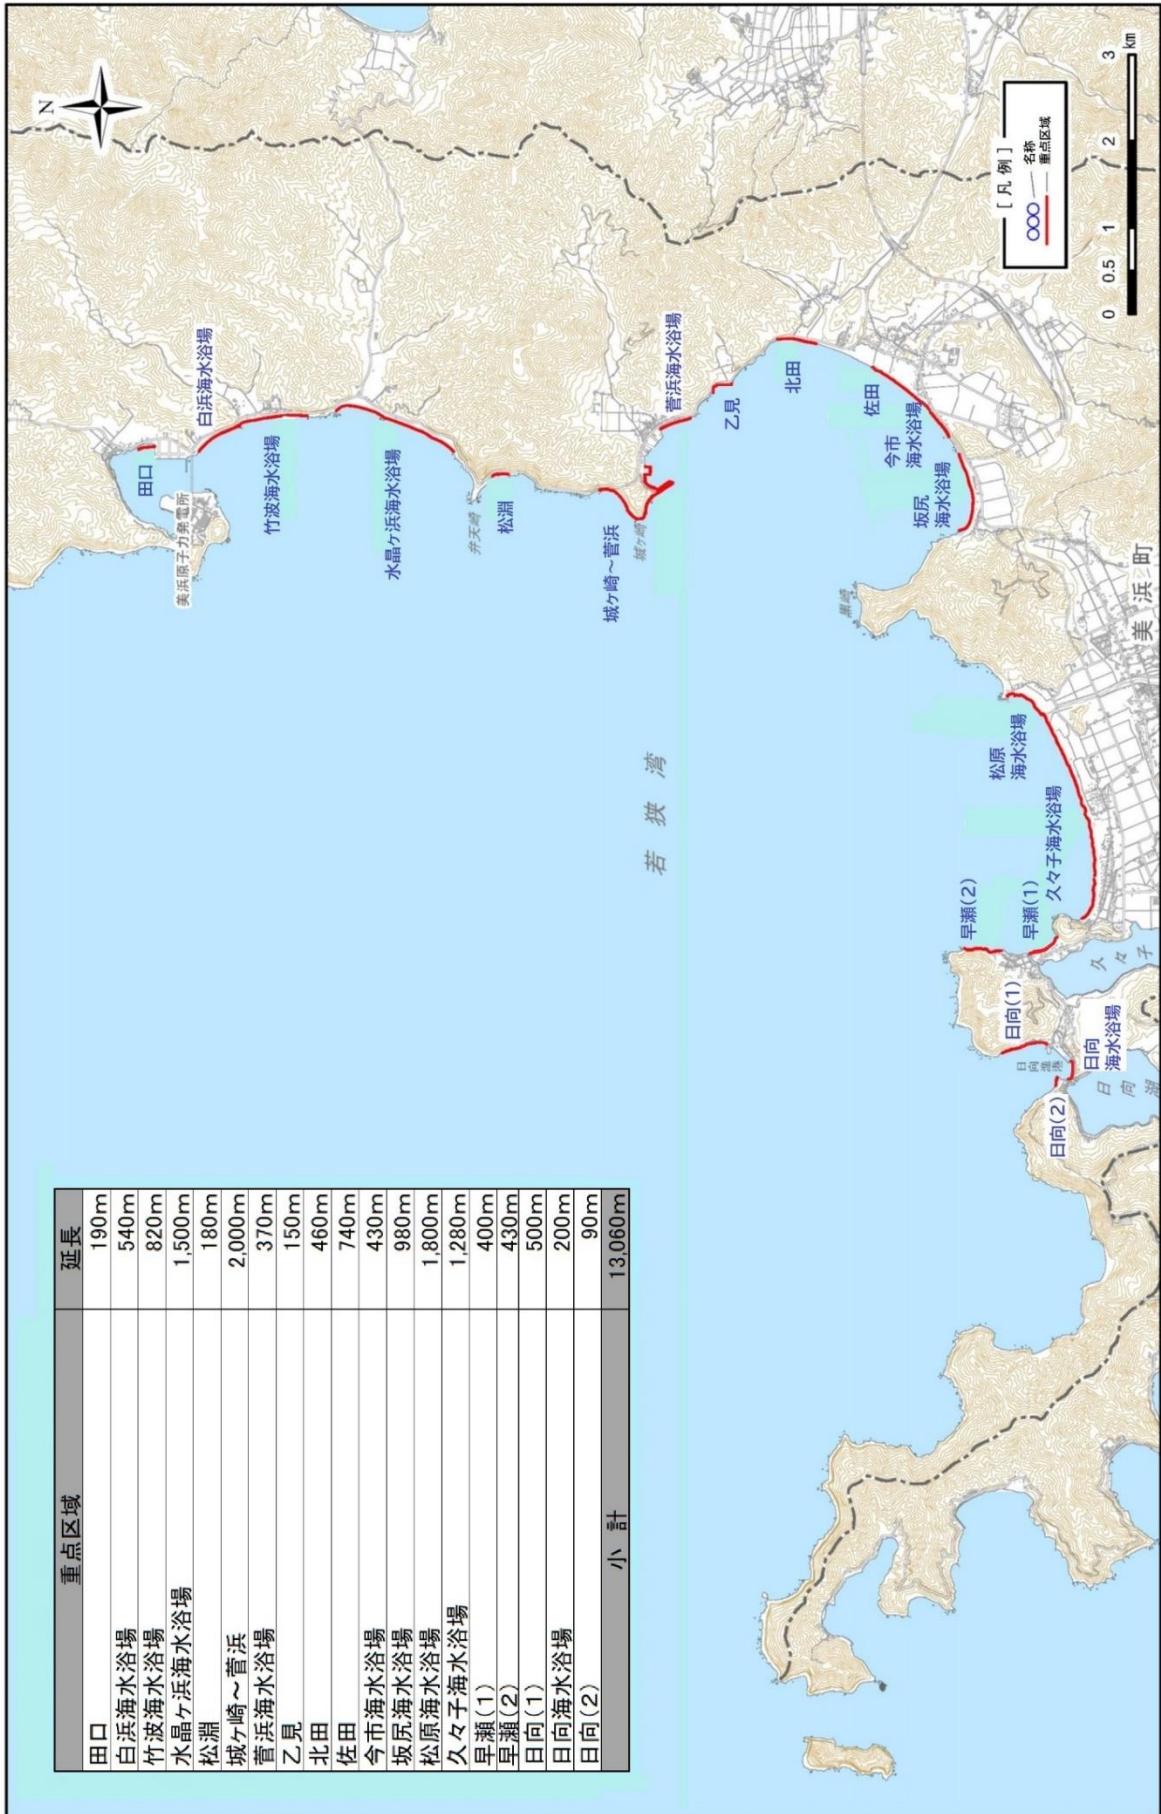 重点区域 延長
田口 190m
白浜海水浴場 540m
竹波海水浴場 820m
水晶ヶ浜海水浴場 1,500m
松淵 180m
城ヶ崎～菅浜 2,000m
菅浜海水浴場 370m
乙見 150m
北田 460m
佐田 740m
今市海水浴場 430m
坂尻海水浴場 980m
松原海水浴場 1,800m
久々子海水浴場 1,280m
早瀬(1) 400m
早瀬(2) 430m
日向(1) 500m
日向海水浴場 200m
日向(2) 90m
小計 13,060m
N
白浜海水浴場
田口
美浜原子力発電所
竹波海水浴場
水晶ヶ浜海水浴場
弁天崎
松淵
城ヶ崎～菅浜
城ヶ崎
菅浜海水浴場
乙見
北田
佐田
今市
海水浴場
坂尻
海水浴場
黒崎
美浜町
松原
海水浴場
久々子海水浴場
若狭湾
早瀬(2)
早瀬(1)
久々子
日向(1)
日向漁港
日向
海水浴場
日向湖
日向(2)
[凡例]
○○○ 名称
重点区域
0 0.5 1 2 3
km